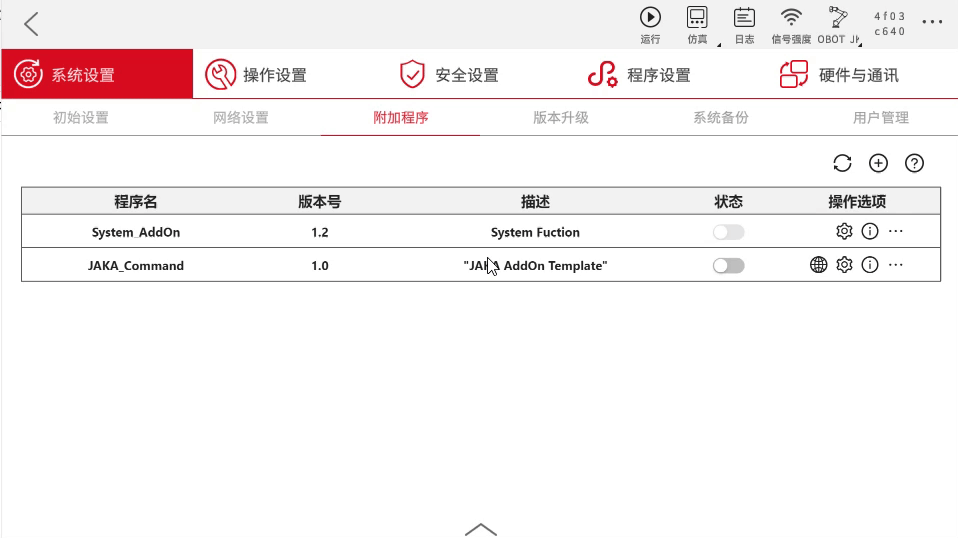 运行 仿真 日志 信号强度 OBOT JK
4f03
c640
系统设置 操作设置 安全设置 程序设置 硬件与通讯
初始设置 网络设置 附加程序 版本升级 系统备份 用户管理
程序名 版本号 描述 状态 操作选项
System_AddOn 1.2 System Fuction
JAKA_Command 1.0 "JAKA AddOn Template"